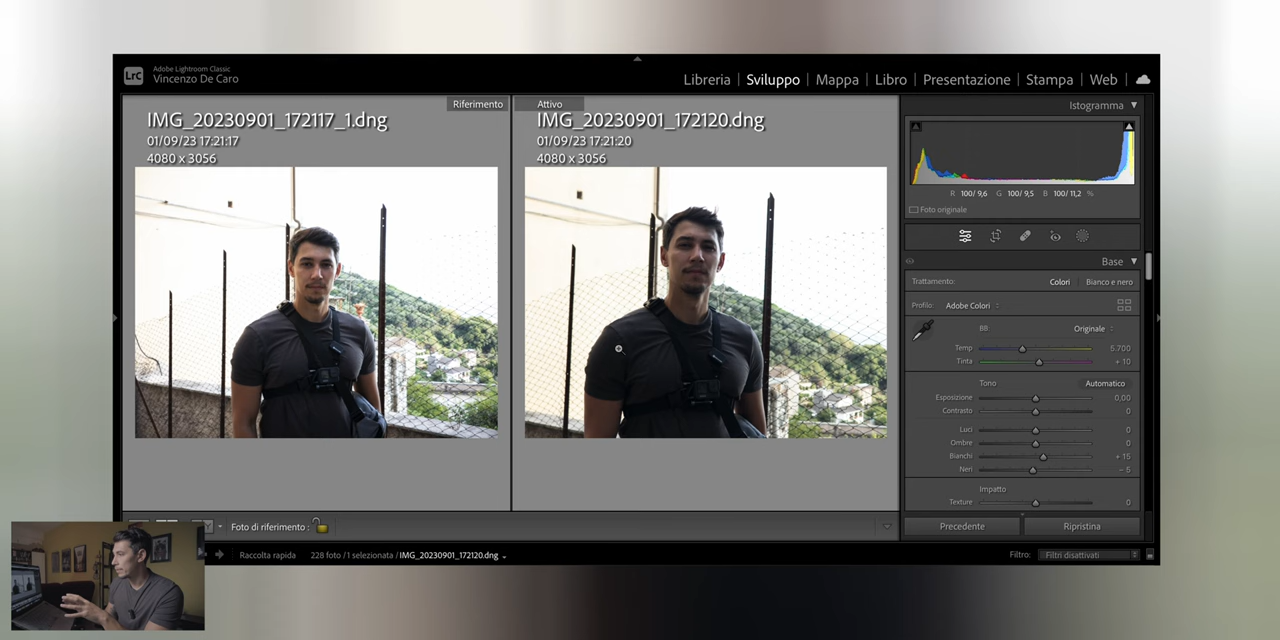 LrC
Adobe Lightroom Classic
Vincenzo De Caro
Libreria | Sviluppo | Mappa | Libro | Presentazione | Stampa | Web |
Riferimento
IMG_20230901_172117_1.dng
01/09/23 17:21:17
4080 x 3056
Attivo
IMG_20230901_172120.dng
01/09/23 17:21:20
4080 x 3056
Istogramma
R 100/ 9,6 G 100/ 9,5 B 100/ 11,2 %
Foto originale
Base
Trattamento: Colori Bianco e nero
Profilo: Adobe Colori
BB: Originale
Temp 5.700
Tinta + 10
Tono Automatico
Esposizione 0,00
Contrasto 0
Luci 0
Ombre 0
Bianchi + 15
Neri - 5
Impatto
Texture 0
Foto di riferimento :
Precedente Ripristina
Raccolta rapida 228 foto /1 selezionata / IMG_20230901_172120.dng
Filtro: Filtri disattivati